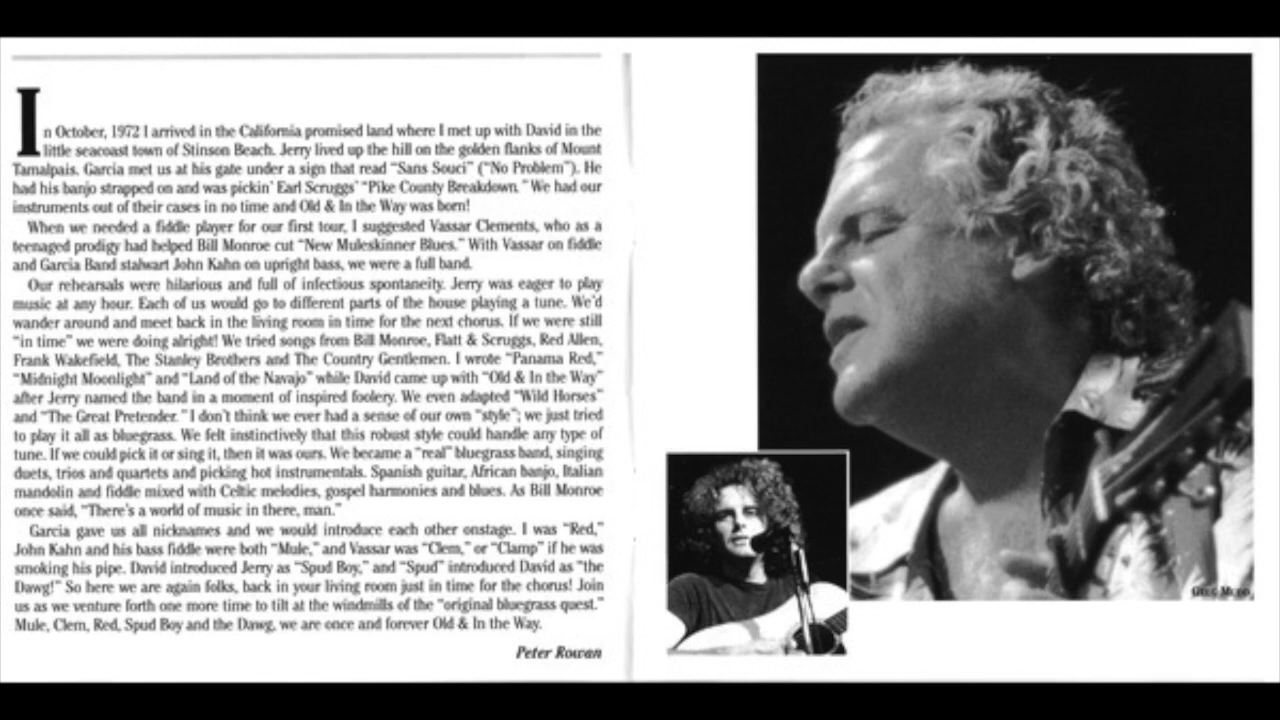 In October, 1972 I arrived in the California promised land where I met up with David in the
little seacoast town of Stinson Beach. Jerry lived up the hill on the golden flanks of Mount
Tamalpais. Garcia met us at his gate under a sign that read “Sans Souci” (“No Problem”). He
had his banjo strapped on and was pickin’ Earl Scruggs’ “Pike County Breakdown.” We had our
instruments out of their cases in no time and Old & In the Way was born!
When we needed a fiddle player for our first tour, I suggested Vassar Clements, who as a
teenaged prodigy had helped Bill Monroe cut “New Muleskinner Blues.” With Vassar on fiddle
and Garcia Band stalwart John Kahn on upright bass, we were a full band.
Our rehearsals were hilarious and full of infectious spontaneity. Jerry was eager to play
music at any hour. Each of us would go to different parts of the house playing a tune. We’d
wander around and meet back in the living room in time for the next chorus. If we were still
“in time” we were doing alright! We tried songs from Bill Monroe, Flatt & Scruggs, Red Allen,
Frank Wakefield, The Stanley Brothers and The Country Gentlemen. I wrote “Panama Red,”
“Midnight Moonlight” and “Land of the Navajo” while David came up with “Old & In the Way”
after Jerry named the band in a moment of inspired foolery. We even adapted “Wild Horses”
and “The Great Pretender.” I don’t think we ever had a sense of our own “style”; we just tried
to play it all as bluegrass. We felt instinctively that this robust style could handle any type of
tune. If we could pick it or sing it, then it was ours. We became a “real” bluegrass band, singing
duets, trios and quartets and picking hot instrumentals. Spanish guitar, African banjo, Italian
mandolin and fiddle mixed with Celtic melodies, gospel harmonies and blues. As Bill Monroe
once said, “There’s a world of music in there, man.”
Garcia gave us all nicknames and we would introduce each other onstage. I was “Red,”
John Kahn and his bass fiddle were both “Mule,” and Vassar was “Clem,” or “Clamp” if he was
smoking his pipe. David introduced Jerry as “Spud Boy,” and “Spud” introduced David as “the
Dawg!” So here we are again folks, back in your living room just in time for the chorus! Join
us as we venture forth one more time to tilt at the windmills of the “original bluegrass quest.”
Mule, Clem, Red, Spud Boy and the Dawg, we are once and forever Old & In the Way.
Peter Rowan